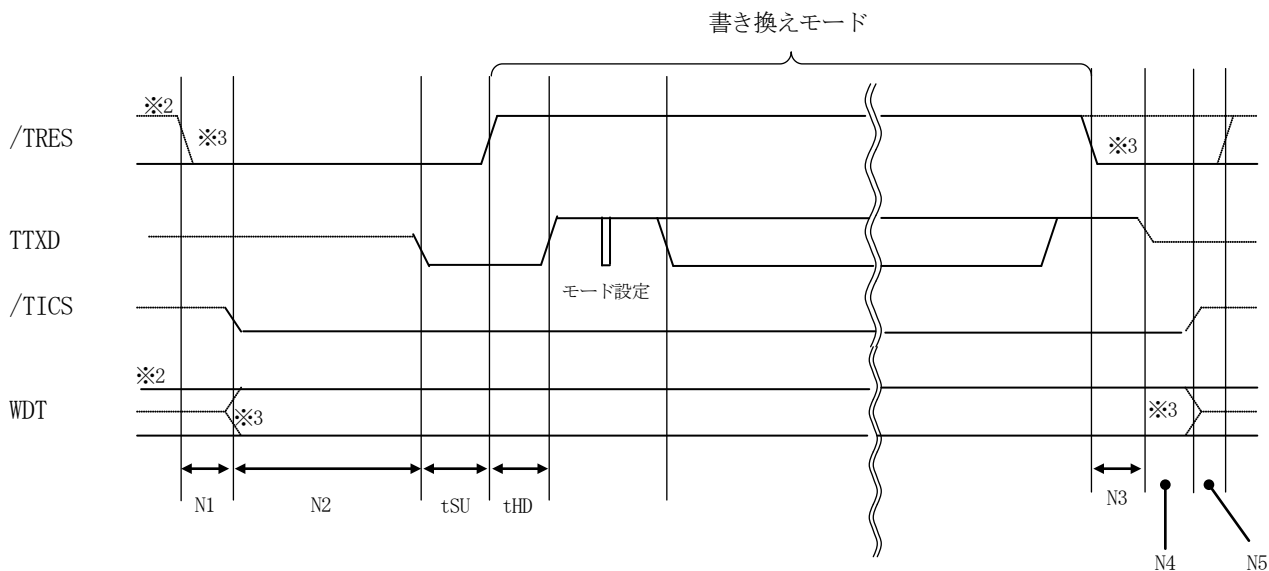 書き換えモード
※2
※3
※3
/TRES
TTXD
モード設定
/TICS
※2
WDT
※3
※3
N1
N2
tSU
tHD
N3
N4
N5